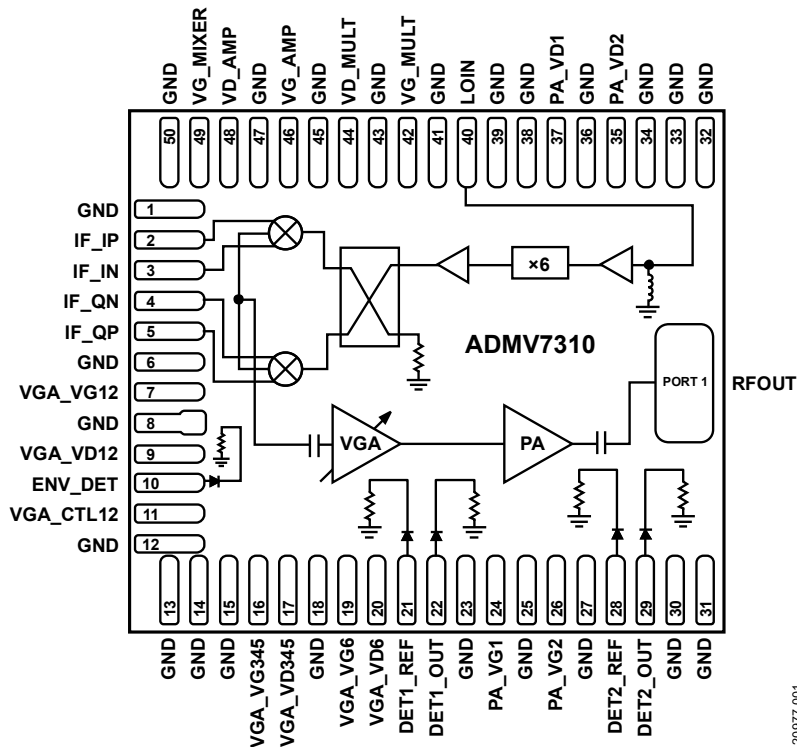 GND
VG_MIXER
VD_AMP
GND
VG_AMP
GND
VD_MULT
GND
VG_MULT
GND
LOIN
GND
GND
PA_VD1
GND
PA_VD2
GND
GND
GND
50
49
48
47
46
45
44
43
42
41
40
39
38
37
36
35
34
33
32
GND 1
IF_IP 2
IF_IN 3
IF_QN 4
IF_QP 5
GND 6
VGA_VG12 7
GND 8
VGA_VD12 9
ENV_DET 10
VGA_CTL12 11
GND 12
×6
ADMV7310
PORT 1
RFOUT
VGA
PA
13
14
15
16
17
18
19
20
21
22
23
24
25
26
27
28
29
30
31
GND
GND
GND
VGA_VG345
VGA_VD345
GND
VGA_VG6
VGA_VD6
DET1_REF
DET1_OUT
GND
PA_VG1
GND
PA_VG2
GND
DET2_REF
DET2_OUT
GND
GND
20977-001